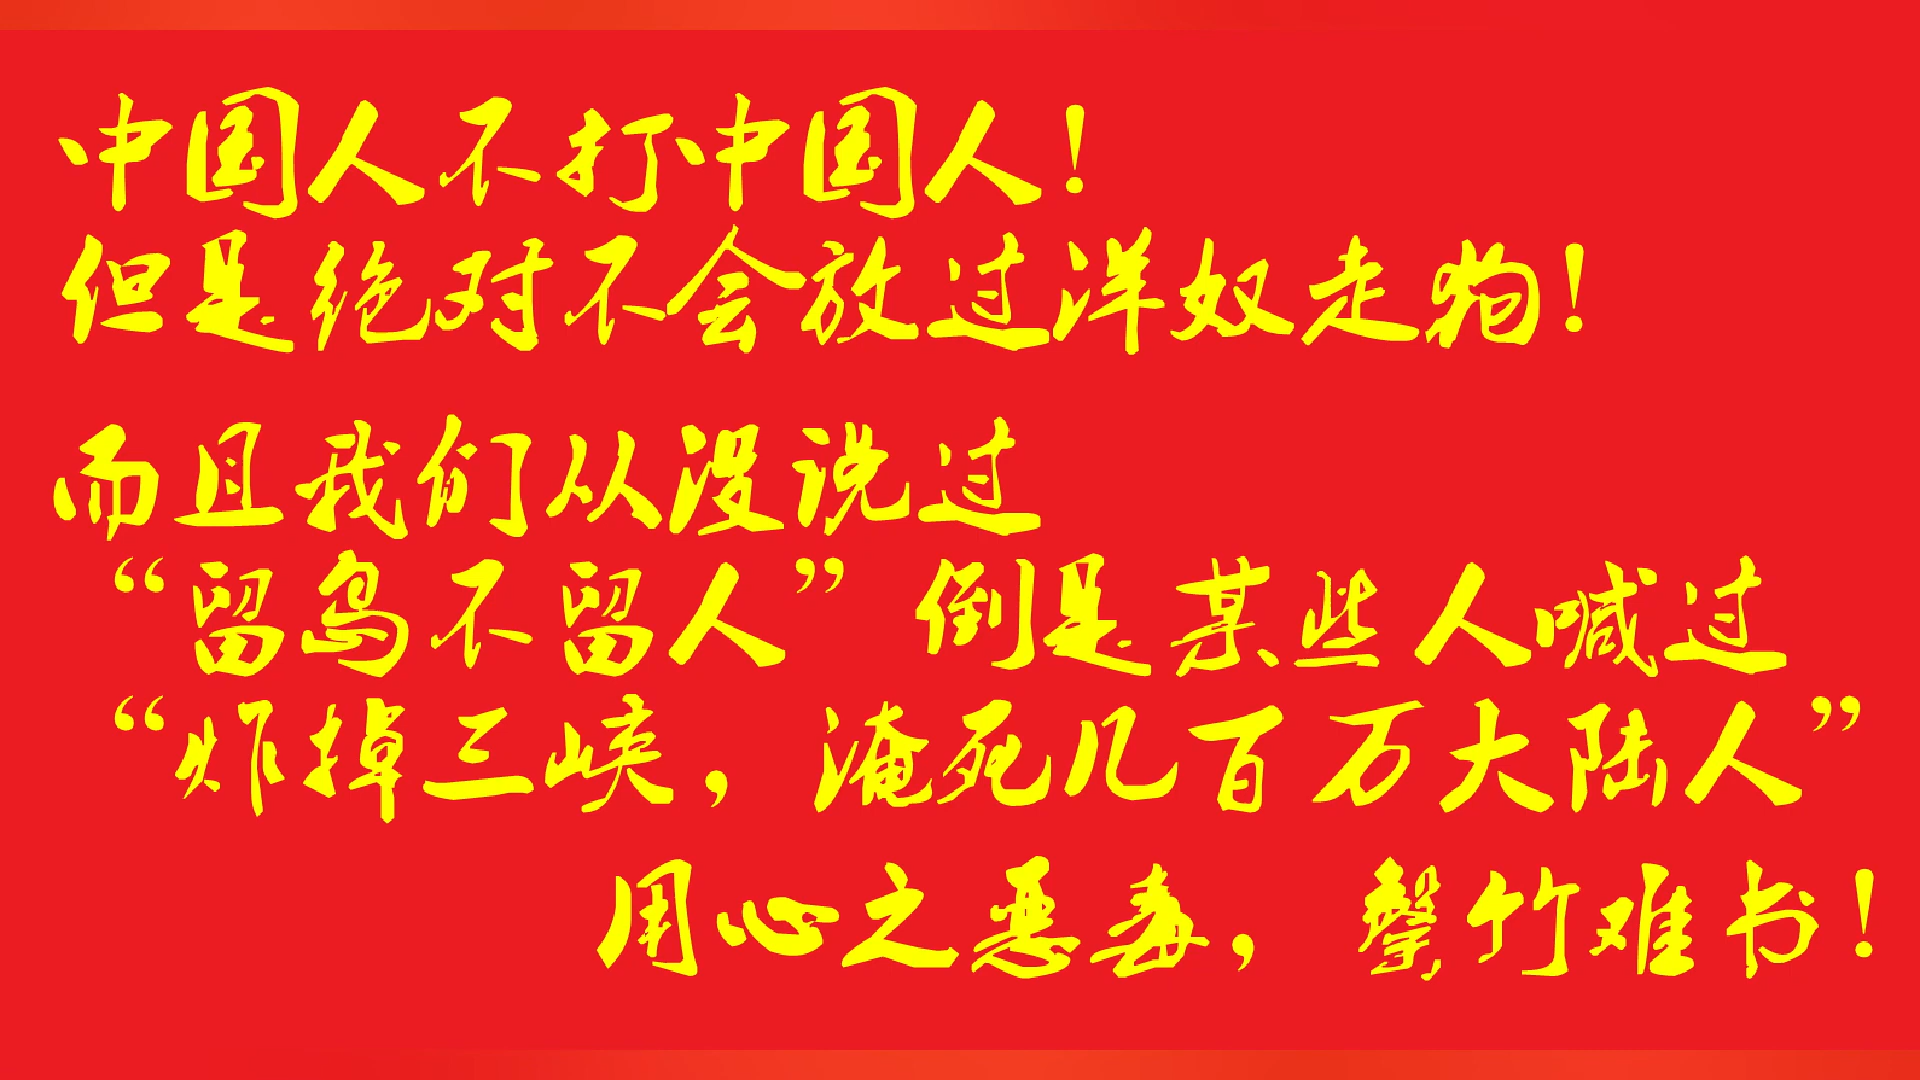 中国人不打中国人！
但是绝对不会放过洋奴走狗！
而且我们从没说过
“留岛不留人”倒是某些人喊过
“炸掉三峡，淹死几百万大陆人”
用心之恶毒，罄竹难书！